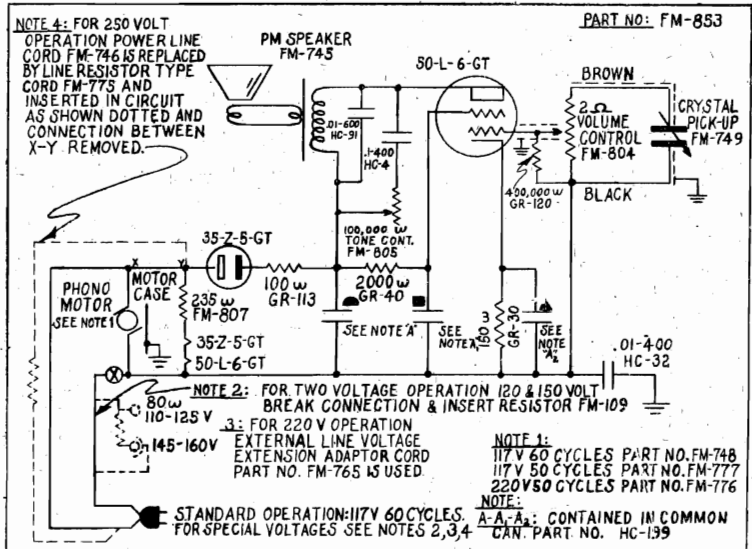 NOTE 4: FOR 250 VOLT
OPERATION POWER LINE
CORD FM-746 IS REPLACED
BY LINE RESISTOR TYPE
CORD FM-775 AND
INSERTED IN CIRCUIT
AS SHOWN DOTTED AND
CONNECTION BETWEEN
X-Y REMOVED.
PART NO: FM-853
PM SPEAKER
FM-745
50-L-6-GT
BROWN
.01-600
HC-91
.1-400
HC-4
2 Ω
VOLUME
CONTROL
FM-804
CRYSTAL
PICK-UP
FM-749
400,000 ω
GR-120
BLACK
100,000 ω
TONE CONT.
FM-805
35-Z-5-GT
X
Y
PHONO
MOTOR
SEE NOTE 1
MOTOR
CASE
235 ω
FM-807
100 ω
GR-113
2000 ω
GR-40
35-Z-5-GT
50-L-6-GT
SEE NOTE "A"
SEE
NOTE "A1"
150 ω
GR-30
SEE
NOTE
"A2"
.01-400
HC-32
X
NOTE 2: FOR TWO VOLTAGE OPERATION 120 & 150 VOLT
BREAK CONNECTION & INSERT RESISTOR FM-109
80 ω
110-125 V
145-160V
3: FOR 220 V OPERATION
EXTERNAL LINE VOLTAGE
EXTENSION ADAPTOR CORD
PART NO. FM-765 IS USED
NOTE 1:
117V 60 CYCLES PART NO. FM-748
117V 50 CYCLES PART NO. FM-777
220V 50 CYCLES PART NO. FM-776
STANDARD OPERATION: 117V 60 CYCLES.
FOR SPECIAL VOLTAGES SEE NOTES 2,3,4
NOTE:
A-A1-A2: CONTAINED IN COMMON
CAN. PART NO. HC-199